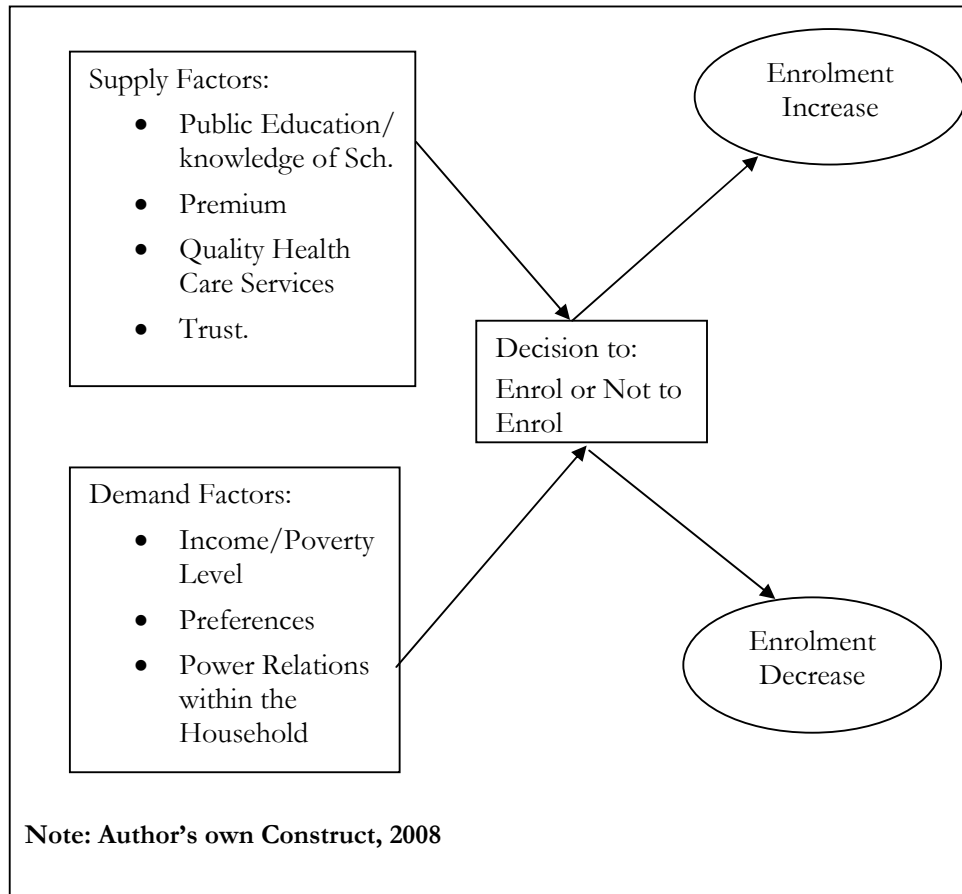 Supply Factors:
• Public Education/
knowledge of Sch.
• Premium
• Quality Health
Care Services
• Trust.
Enrolment
Increase
Decision to:
Enrol or Not to
Enrol
Demand Factors:
• Income/Poverty
Level
• Preferences
• Power Relations
within the
Household
Enrolment
Decrease
Note: Author's own Construct, 2008